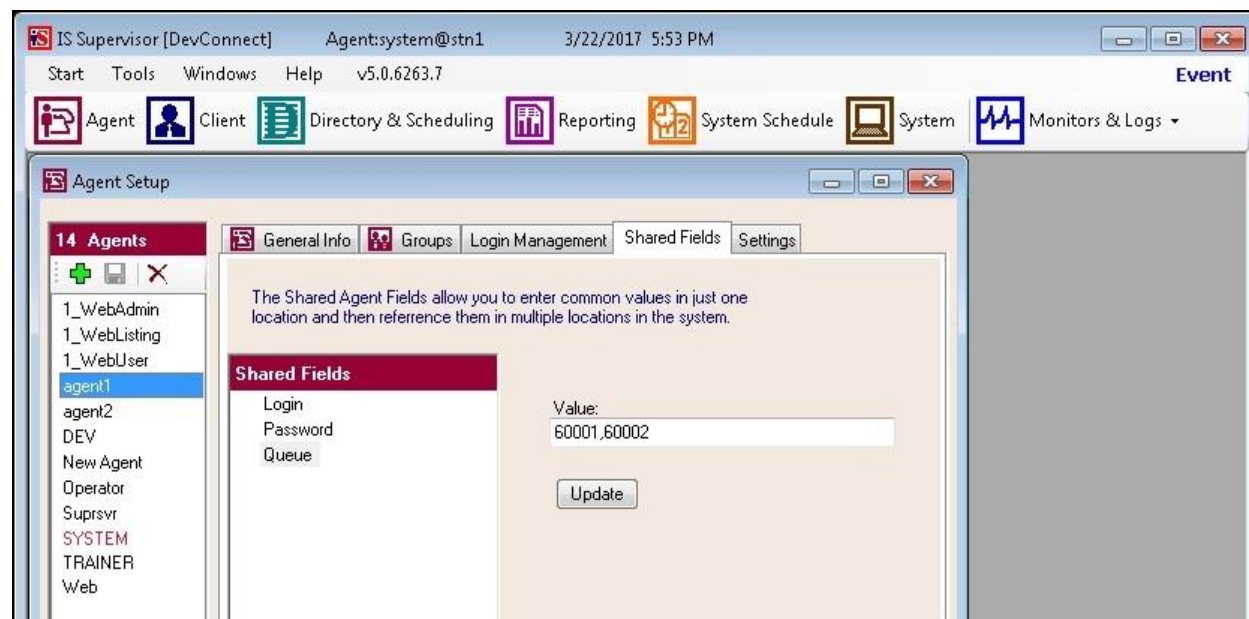 IS Supervisor [DevConnect] Agent:system@stn1 3/22/2017 5:53 PM
Start Tools Windows Help v5.0.6263.7 Event
Agent Client Directory & Scheduling Reporting 2 System Schedule System Monitors & Logs
Agent Setup
14 Agents
General Info Groups Login Management Shared Fields Settings
The Shared Agent Fields allow you to enter common values in just one
location and then referrence them in multiple locations in the system.
1_WebAdmin
1_WebListing
1_WebUser
agent1
agent2
DEV
New Agent
Operator
Suprsvr
SYSTEM
TRAINER
Web
Shared Fields
Login
Password
Queue
Value:
60001,60002
Update